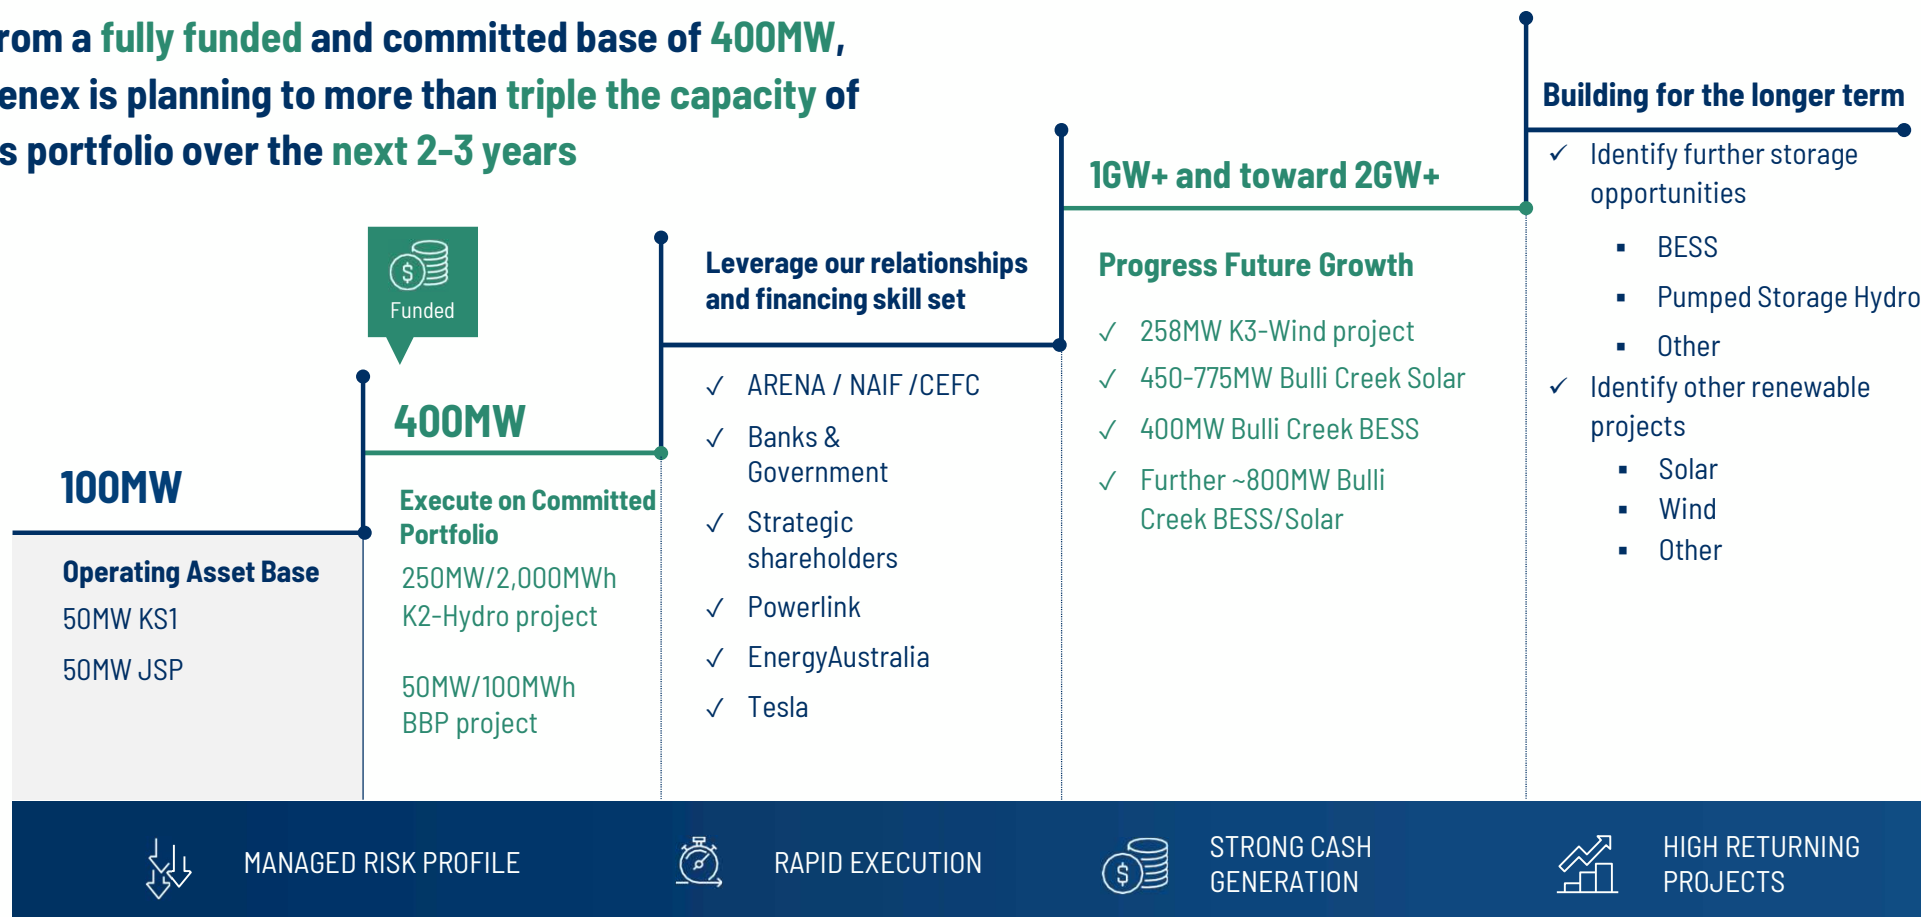 rom a fully funded and committed base of 400MW,
enex is planning to more than triple the capacity of
s portfolio over the next 2-3 years
Funded
100MW
Operating Asset Base
50MW KS1
50MW JSP
400MW
Execute on Committed
Portfolio
250MW/2,000MWh
K2-Hydro project
50MW/100MWh
BBP project
Leverage our relationships
and financing skill set
✓ ARENA / NAIF /CEFC
✓ Banks &
Government
✓ Strategic
shareholders
✓ Powerlink
✓ EnergyAustralia
✓ Tesla
1GW+ and toward 2GW+
Progress Future Growth
✓ 258MW K3-Wind project
✓ 450-775MW Bulli Creek Solar
✓ 400MW Bulli Creek BESS
✓ Further ~800MW Bulli
Creek BESS/Solar
Building for the longer term
✓ Identify further storage
opportunities
▪ BESS
▪ Pumped Storage Hydro
▪ Other
✓ Identify other renewable
projects
▪ Solar
▪ Wind
▪ Other
MANAGED RISK PROFILE
RAPID EXECUTION
STRONG CASH
GENERATION
HIGH RETURNING
PROJECTS